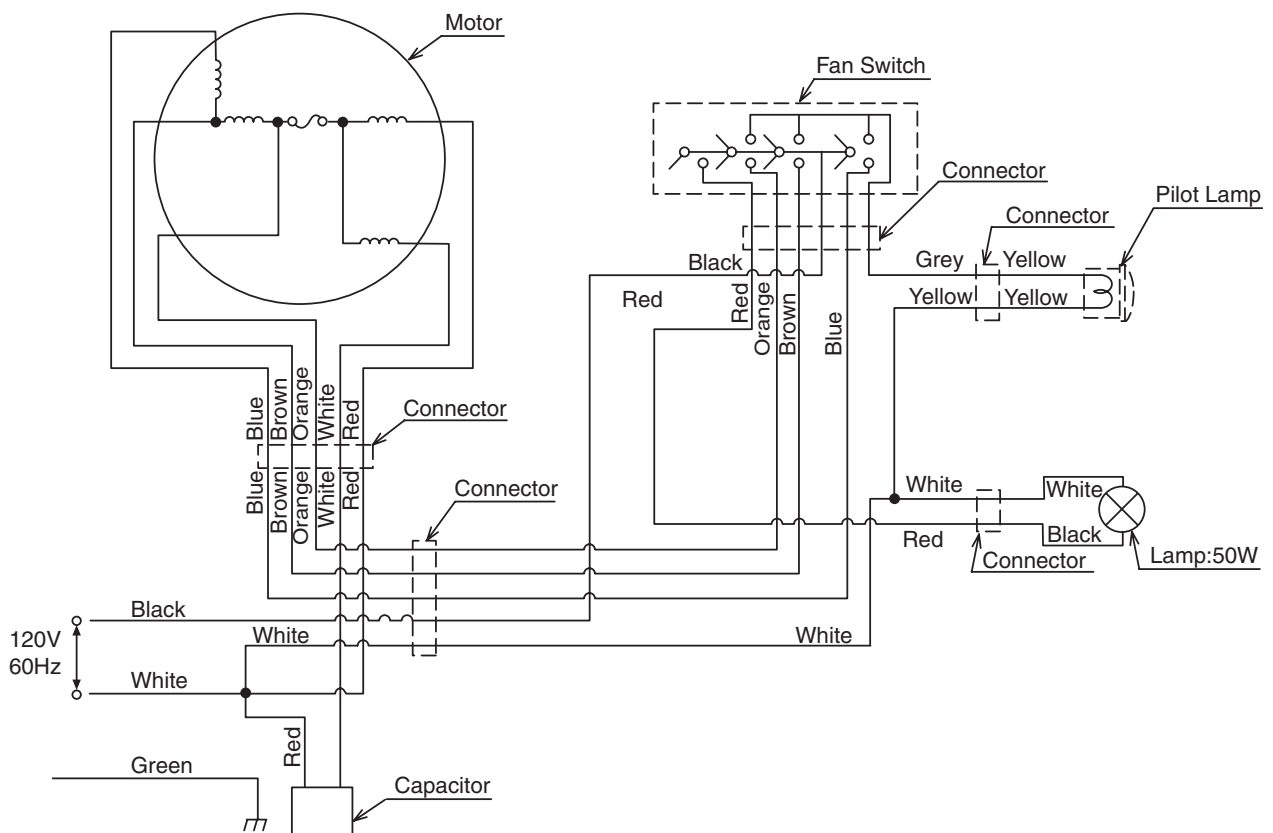 Motor
Fan Switch
Connector
Pilot Lamp
Connector
Black
Grey
Yellow
Red
Red
Orange
Brown
Blue
Yellow
Yellow
Blue
Brown
Orange
White
Red
Connector
Blue
Brown
Orange
White
Red
Connector
White
White
Red
Black
Connector
Lamp:50W
Black
120V
60Hz
White
White
White
Red
Green
Capacitor